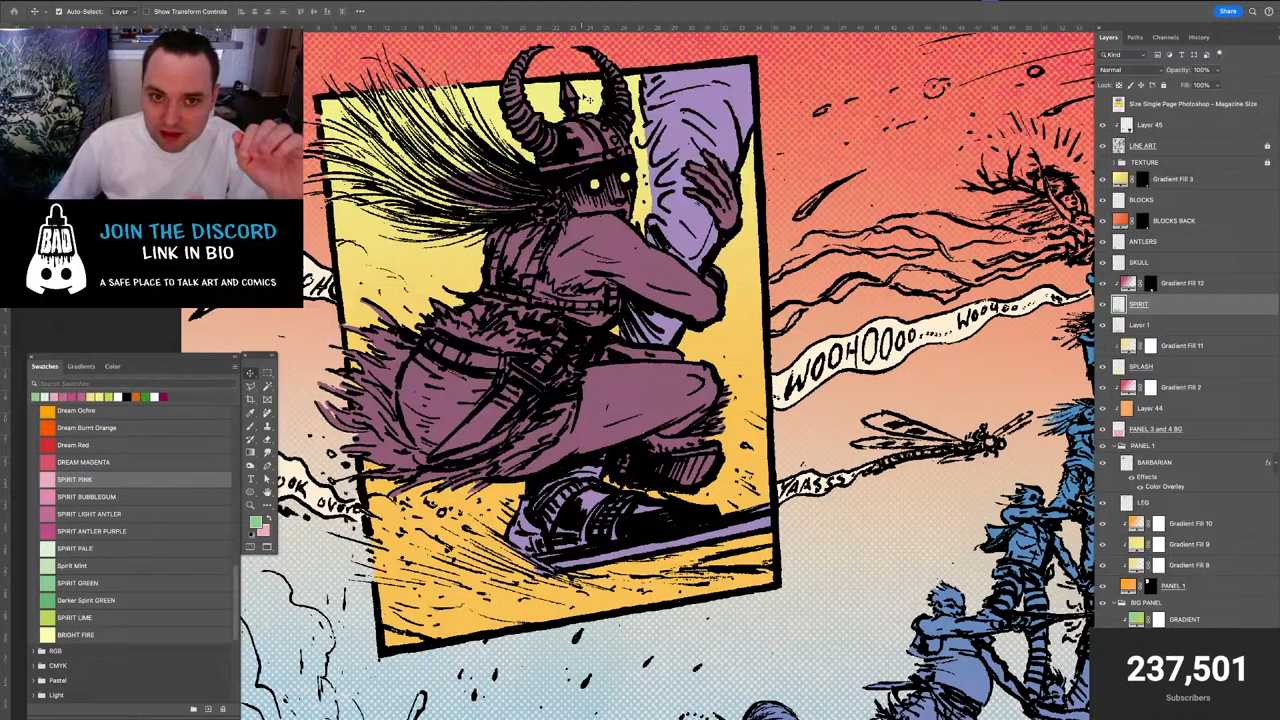 Auto-Select:
Layer
Show Transform Controls
Share
JOIN THE DISCORD
LINK IN BIO
A SAFE PLACE TO TALK ART AND COMICS
BAD
WOOHOOoo.... WOOHOO
YAASSS
Swatches
Gradients
Color
Search Swatches
Dream Ochre
Dream Burnt Orange
Dream Red
DREAM MAGENTA
SPIRIT PINK
SPIRIT BUBBLEGUM
SPIRIT LIGHT ANTLER
SPIRIT ANTLER PURPLE
SPIRIT PALE
Spirit Mint
SPIRIT GREEN
Darker Spirit GREEN
SPIRIT LIME
BRIGHT FIRE
RGB
CMYK
Pastel
Light
Layers
Paths
Channels
History
Kind
Normal
Opacity: 100%
Lock:
Fill: 100%
Size Single Page Photoshop - Magazine Size
Layer 45
LINE ART
TEXTURE
Gradient Fill 3
BLOCKS
BLOCKS BACK
ANTLERS
SKULL
Gradient Fill 12
SPIRIT
Layer 1
Gradient Fill 11
SPLASH
Gradient Fill 2
Layer 44
PANEL 3 and 4 BG
PANEL 1
BARBARIAN
fx
Effects
Color Overlay
LEG
Gradient Fill 10
Gradient Fill 9
Gradient Fill 8
PANEL 1
BIG PANEL
GRADIENT
237,501
Subscribers